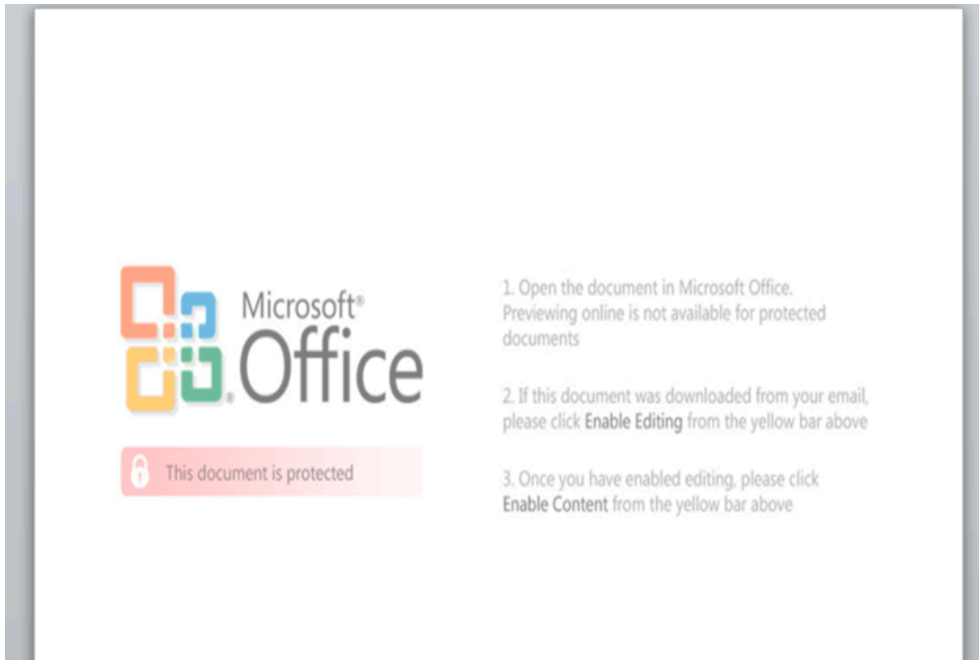 Microsoft®
Office
This document is protected
1. Open the document in Microsoft Office.
Previewing online is not available for protected
documents
2. If this document was downloaded from your email,
please click Enable Editing from the yellow bar above
3. Once you have enabled editing, please click
Enable Content from the yellow bar above